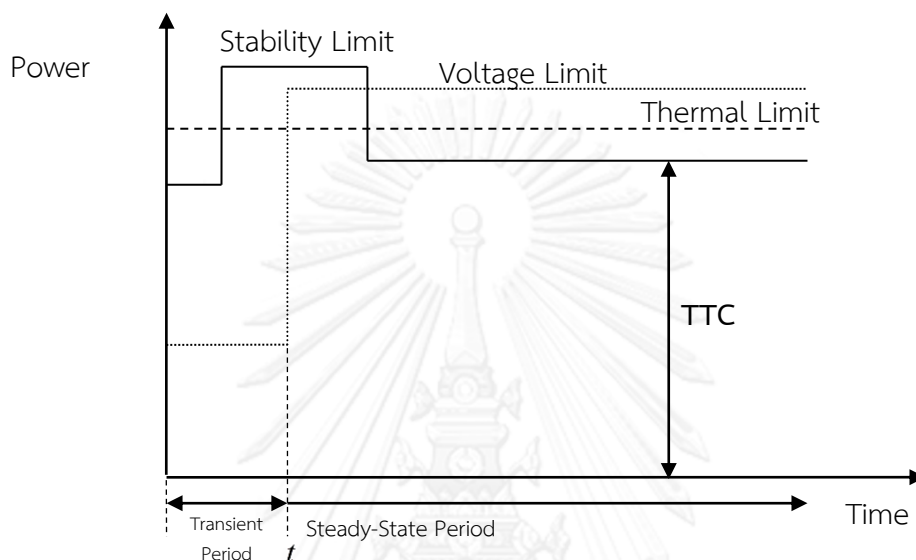 Stability Limit
Power
Voltage Limit
Thermal Limit
TTC
Time
Transient
Period
Steady-State Period
t